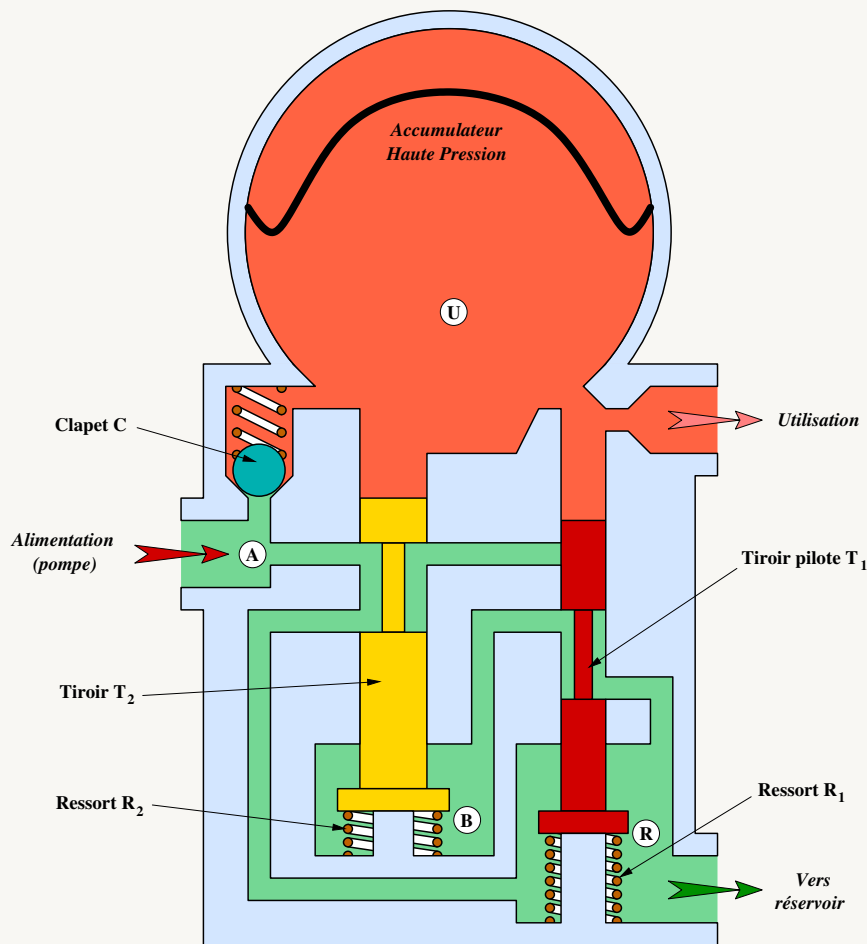 Accumulateur
Haute Pression
U
Clapet C
Utilisation
Alimentation
(pompe)
A
Tiroir pilote T1
Tiroir T2
Ressort R2
B
R
Ressort R1
Vers
réservoir